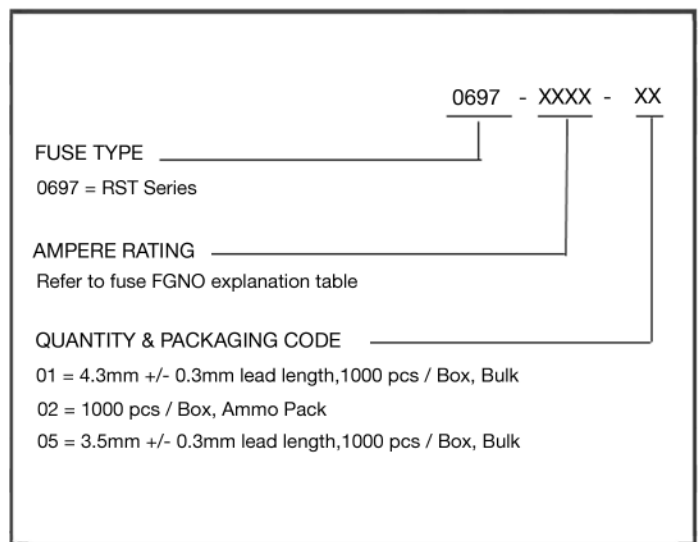 0697 - XXXX - XX
FUSE TYPE
0697 = RST Series
AMPERE RATING
Refer to fuse FGNO explanation table
QUANTITY & PACKAGING CODE
01 = 4.3mm +/- 0.3mm lead length,1000 pcs / Box, Bulk
02 = 1000 pcs / Box, Ammo Pack
05 = 3.5mm +/- 0.3mm lead length,1000 pcs / Box, Bulk